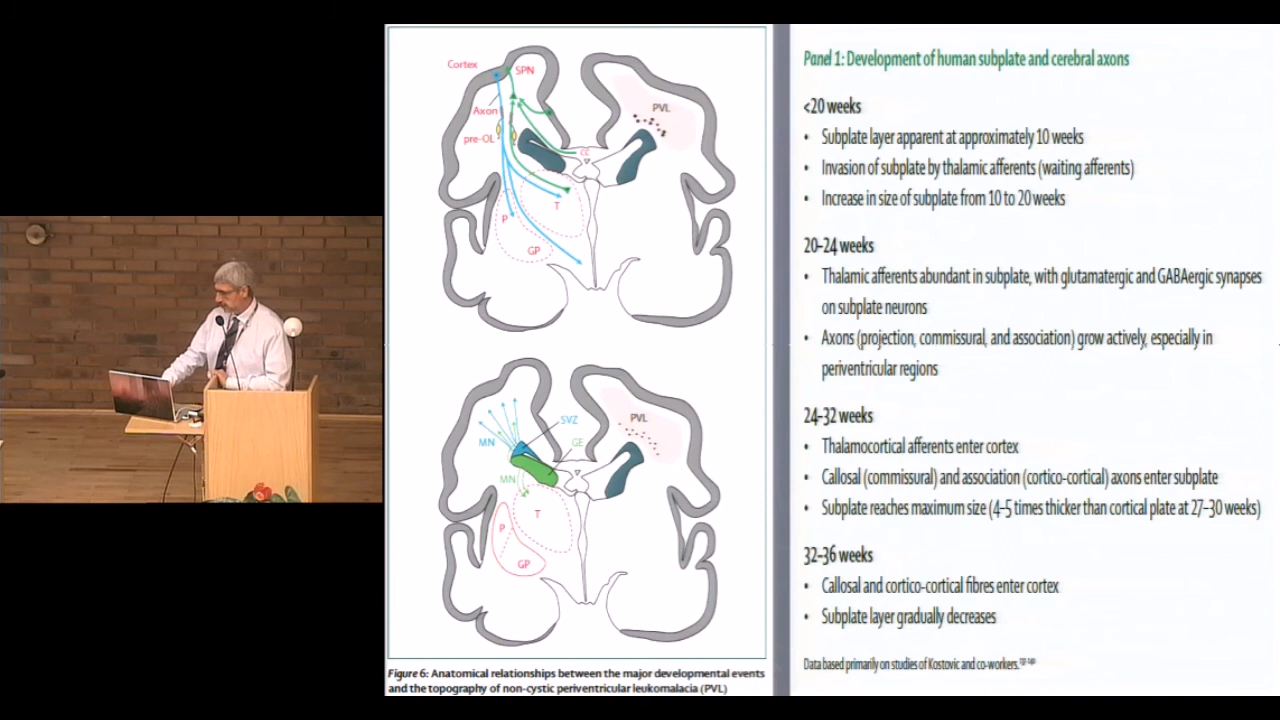 Cortex
SPN
Axon
pre-OL
CC
T
P
GP
PVL
SVZ
MN
GE
MN
T
P
GP
PVL
Figure 6: Anatomical relationships between the major developmental events
and the topography of non-cystic periventricular leukomalacia (PVL)
Panel 1: Development of human subplate and cerebral axons
<20 weeks
• Subplate layer apparent at approximately 10 weeks
• Invasion of subplate by thalamic afferents (waiting afferents)
• Increase in size of subplate from 10 to 20 weeks
20–24 weeks
• Thalamic afferents abundant in subplate, with glutamatergic and GABAergic synapses
on subplate neurons
• Axons (projection, commissural, and association) grow actively, especially in
periventricular regions
24–32 weeks
• Thalamocortical afferents enter cortex
• Callosal (commissural) and association (cortico-cortical) axons enter subplate
• Subplate reaches maximum size (4–5 times thicker than cortical plate at 27–30 weeks)
32–36 weeks
• Callosal and cortico-cortical fibres enter cortex
• Subplate layer gradually decreases
Data based primarily on studies of Kostovic and co-workers.